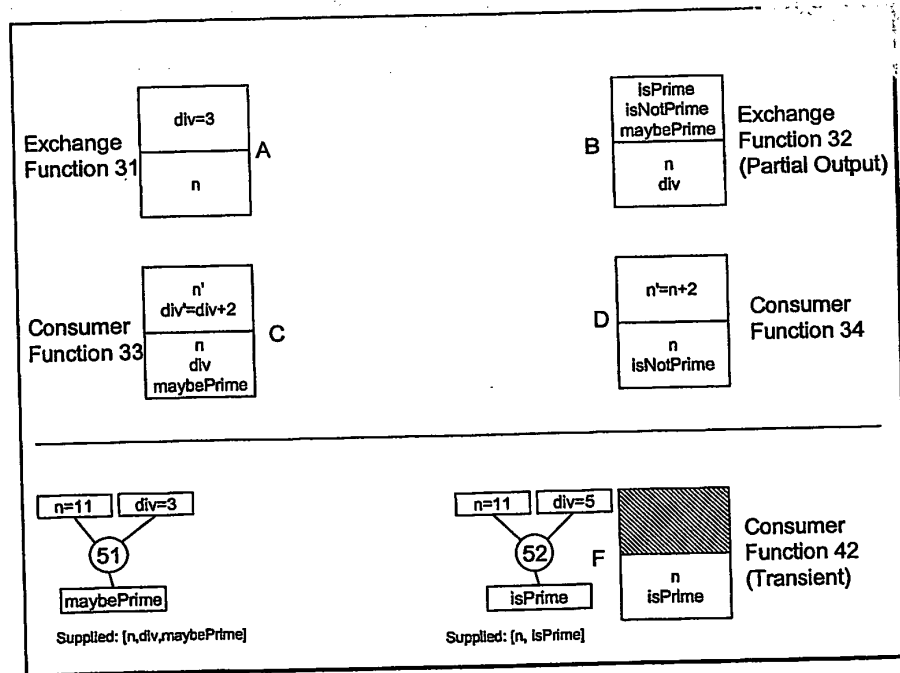 Exchange
Function 31
div=3
n
A
B
isPrime
isNotPrime
maybePrime
n
div
Exchange
Function 32
(Partial Output)
Consumer
Function 33
n'
div'=div+2
n
div
maybePrime
C
D
n'=n+2
n
isNotPrime
Consumer
Function 34
n=11
div=3
51
maybePrime
Supplied: [n,div,maybePrime]
n=11
div=5
52
isPrime
Supplied: [n, isPrime]
F
n
isPrime
Consumer
Function 42
(Transient)